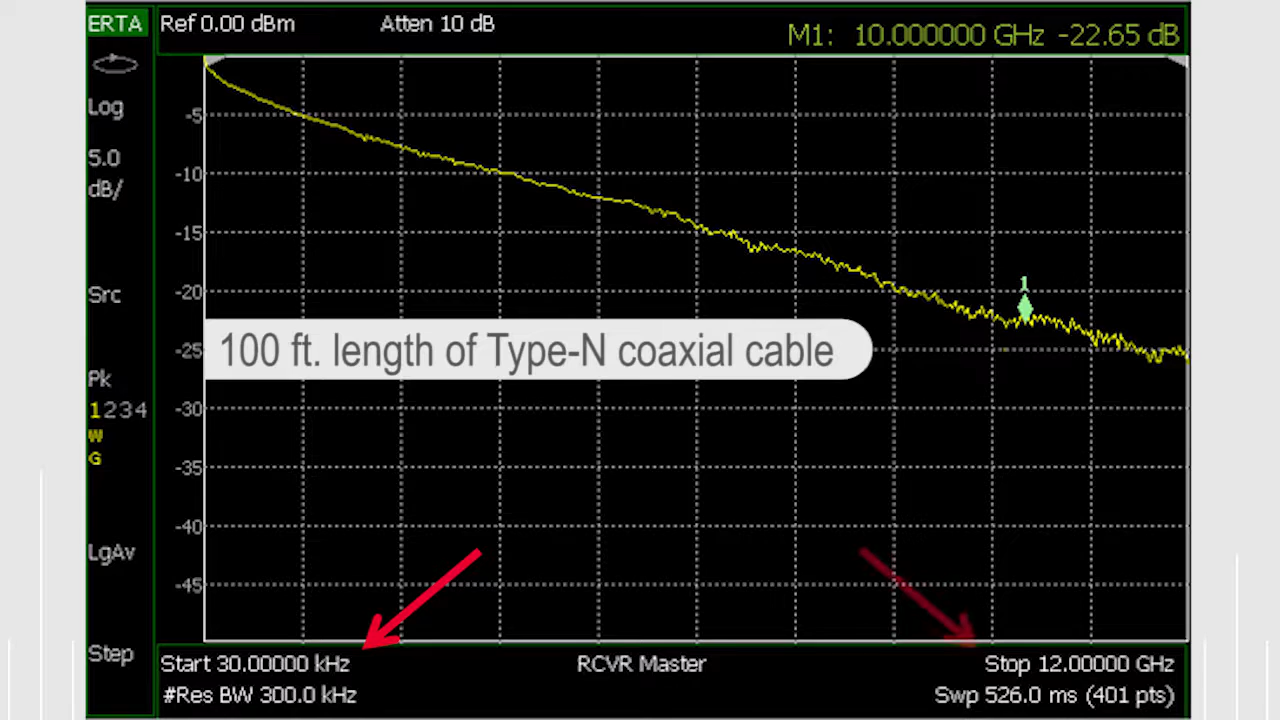 ERTA
Ref 0.00 dBm Atten 10 dB
M1: 10.000000 GHz -22.65 dB
Log
5.0
dB/
Src
Pk
1234
W
G
LgAv
Step
-5
-10
-15
-20
-25
-30
-35
-40
-45
1
100 ft. length of Type-N coaxial cable
Start 30.00000 kHz RCVR Master Stop 12.00000 GHz
#Res BW 300.0 kHz Swp 526.0 ms (401 pts)